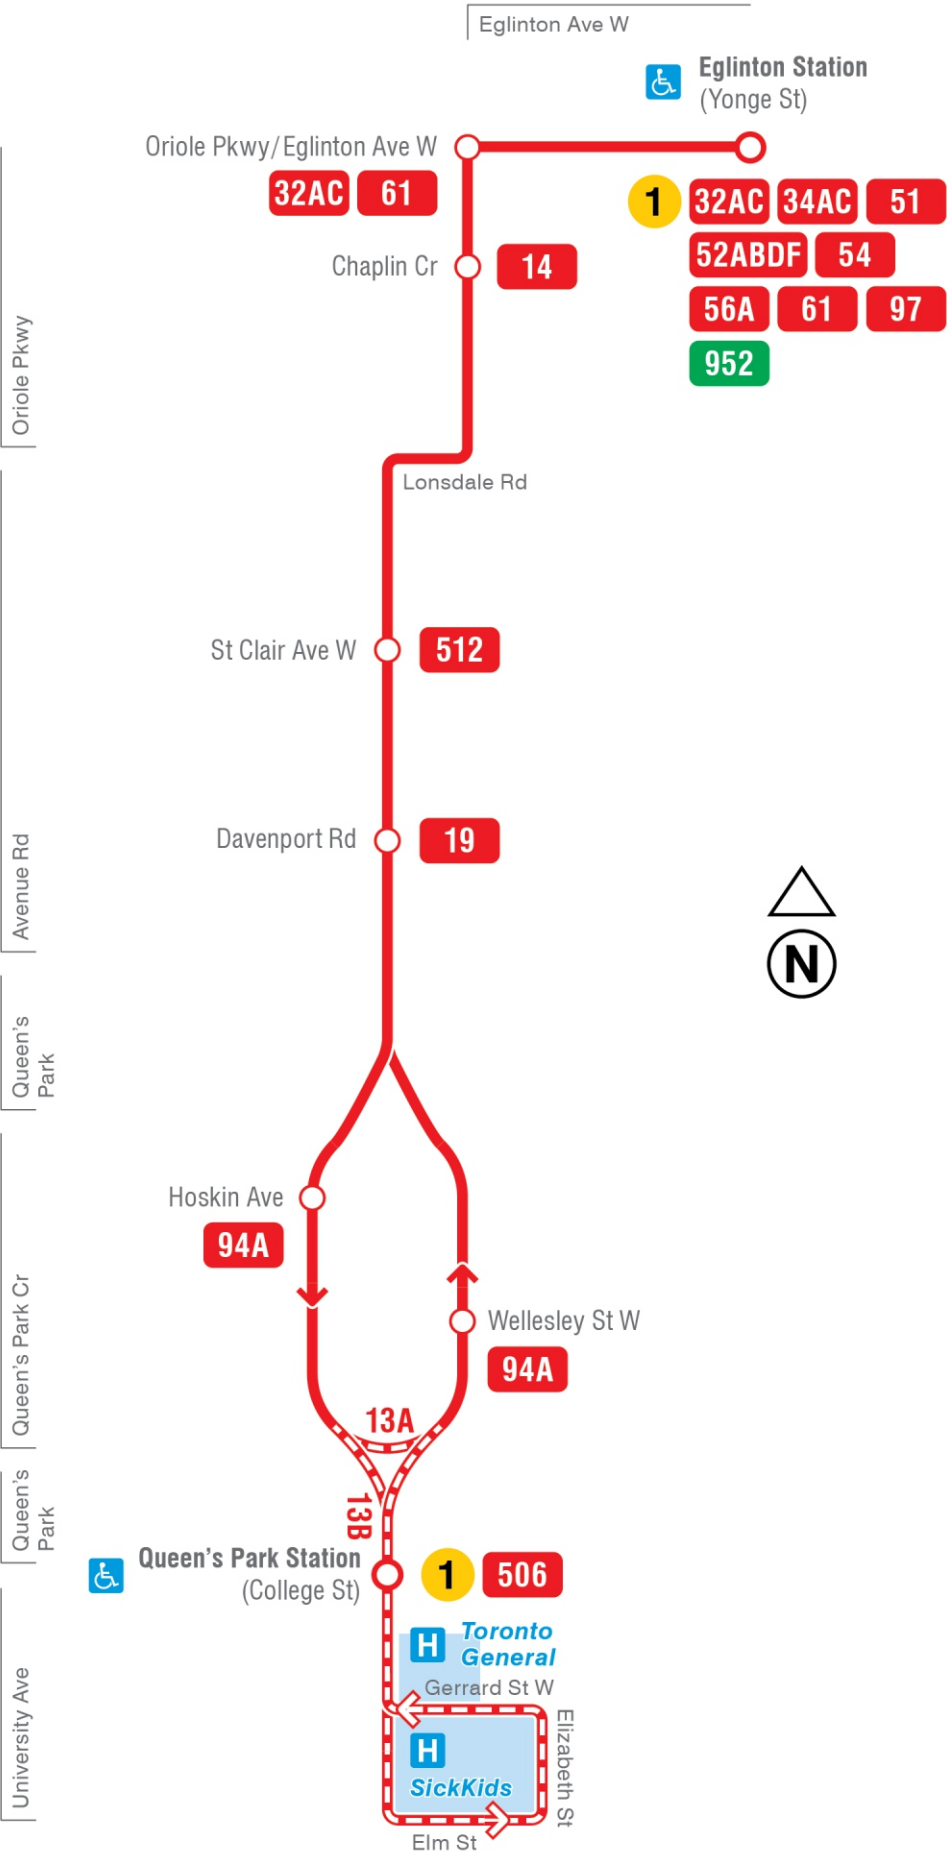 Eglinton Ave W
Eglinton Station
(Yonge St)
Oriole Pkwy/Eglinton Ave W
32AC 61
1 32AC 34AC 51
52ABDF 54
56A 61 97
952
Chaplin Cr 14
Oriole Pkwy
Lonsdale Rd
St Clair Ave W 512
Davenport Rd 19
Avenue Rd
N
Queen's
Park
Hoskin Ave
94A
Wellesley St W
94A
Queen's Park Cr
13A
13B
Queen's
Park
Queen's Park Station
(College St)
1 506
H Toronto
General
Gerrard St W
Elizabeth St
H
SickKids
University Ave
Elm St